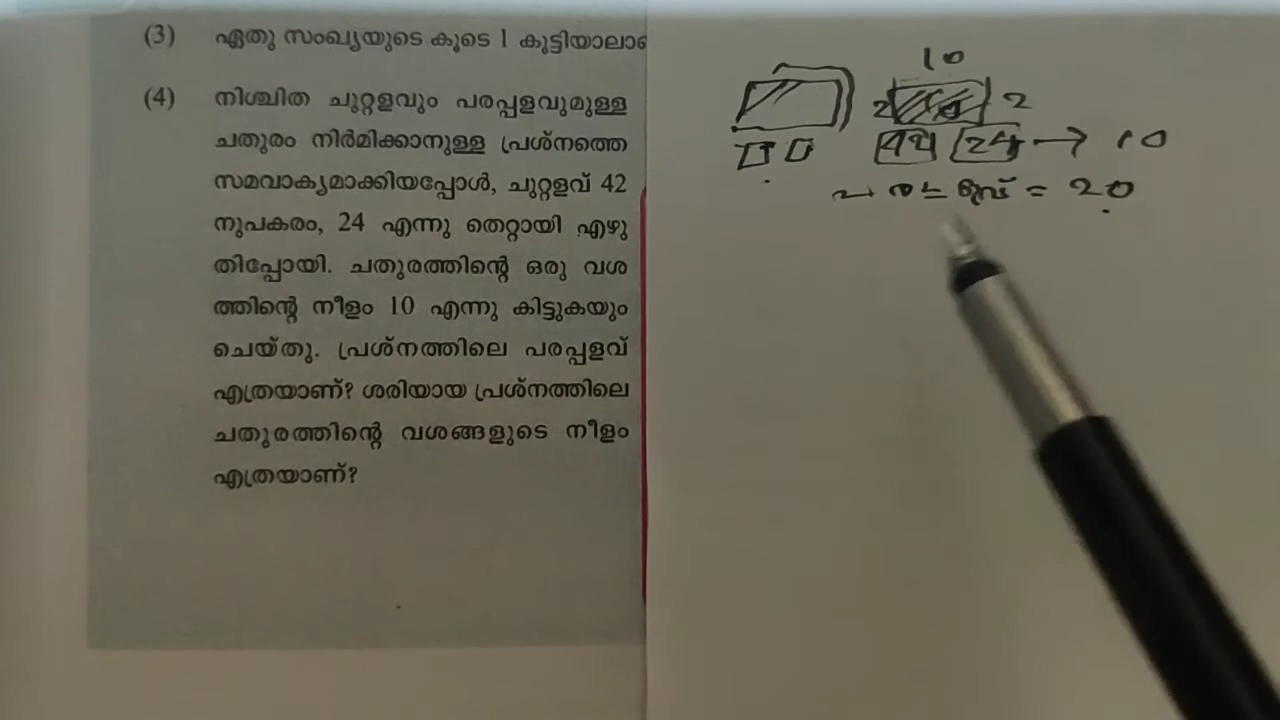 (3) ഏതു സംഖ്യയുടെ കൂടെ 1 കൂട്ടിയാലാണ
(4) നിശ്ചിത ചുറ്റളവും പരപ്പളവുമുള്ള
ചതുരം നിർമിക്കാനുള്ള പ്രശ്നത്തെ
സമവാക്യമാക്കിയപ്പോൾ, ചുറ്റളവ് 42
നുപകരം, 24 എന്നു തെറ്റായി എഴു
തിപ്പോയി. ചതുരത്തിന്റെ ഒരു വശ
ത്തിന്റെ നീളം 10 എന്നു കിട്ടുകയും
ചെയ്തു. പ്രശ്നത്തിലെ പരപ്പളവ്
എത്രയാണ്? ശരിയായ പ്രശ്നത്തിലെ
ചതുരത്തിന്റെ വശങ്ങളുടെ നീളം
എത്രയാണ്?
10
2 2
42 24 → 10
പരപ്പളവ് = 20